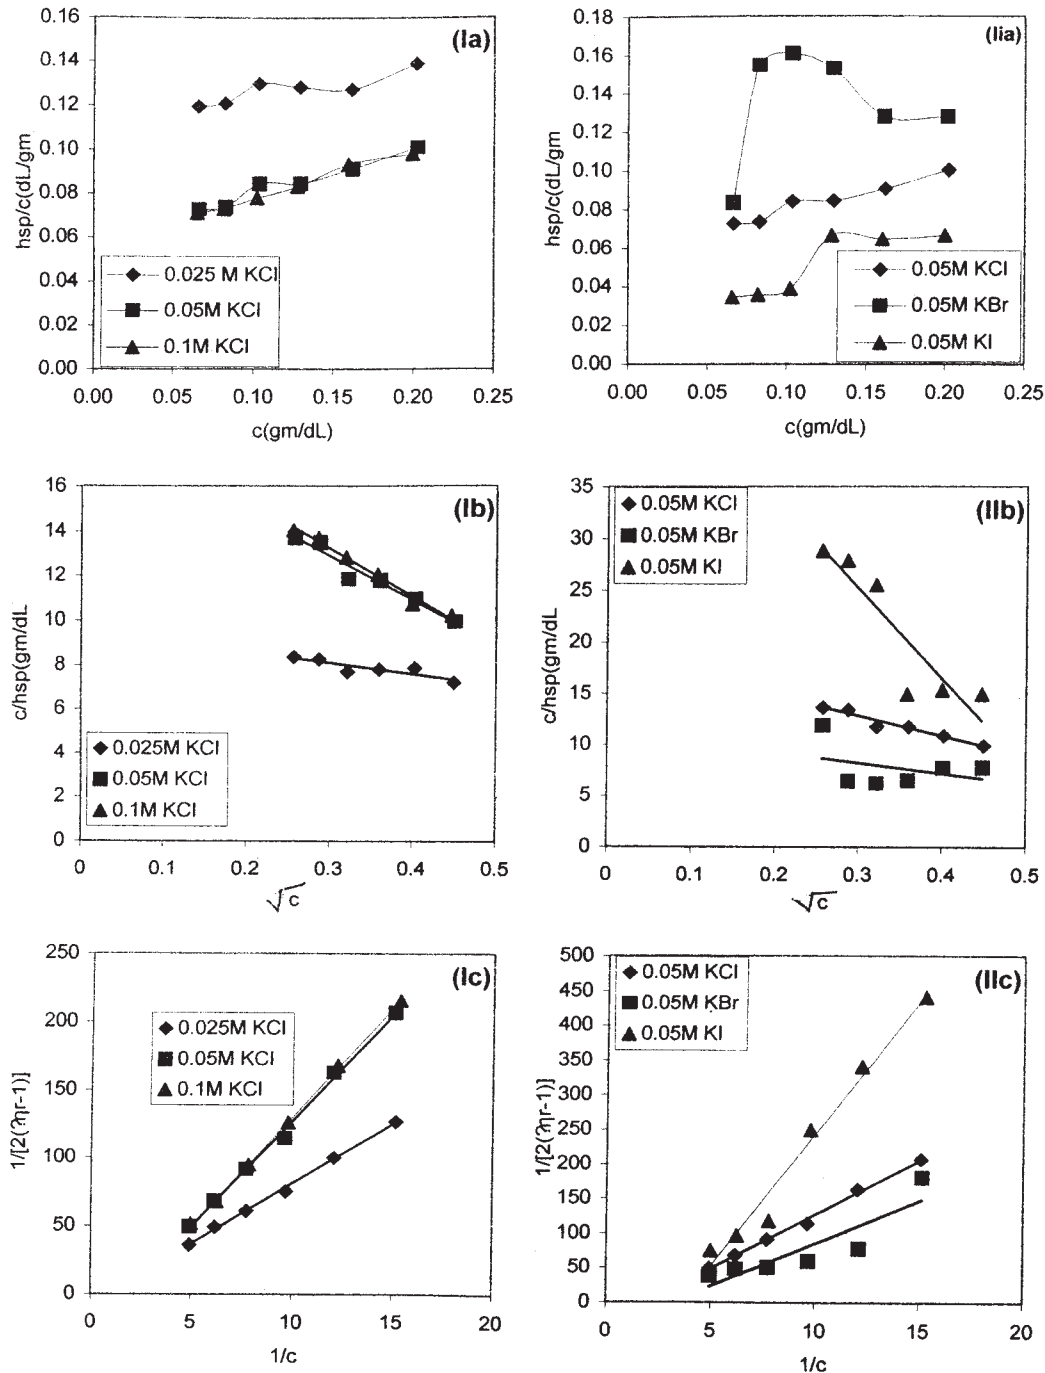 (Ia)
hsp/c(dL/gm
0.16
0.14
0.12
0.10
0.08
0.06
0.04
0.02
0.00
0.025 M KCl
0.05M KCl
0.1M KCl
0.00 0.05 0.10 0.15 0.20 0.25
c(gm/dL)
(Iia)
hsp/c(dL/gm
0.18
0.16
0.14
0.12
0.10
0.08
0.06
0.04
0.02
0.00
0.05M KCl
0.05M KBr
0.05M KI
0.00 0.05 0.10 0.15 0.20 0.25
c(gm/dL)
(Ib)
c/hsp(gm/dL
16
14
12
10
8
6
4
2
0
0.025M KCl
0.05M KCl
0.1M KCl
0 0.1 0.2 0.3 0.4 0.5
√c
(IIb)
c/hsp(gm/dL
35
30
25
20
15
10
5
0
0.05M KCl
0.05M KBr
0.05M KI
0 0.1 0.2 0.3 0.4 0.5
√c
(Ic)
1/[2(?ηr-1)]
250
200
150
100
50
0
0.025M KCl
0.05M KCl
0.1M KCl
0 5 10 15 20
1/c
(IIc)
1/[2(?ηr-1)]
500
450
400
350
300
250
200
150
100
50
0
0.05M KCl
0.05M KBr
0.05M KI
0 5 10 15 20
1/c